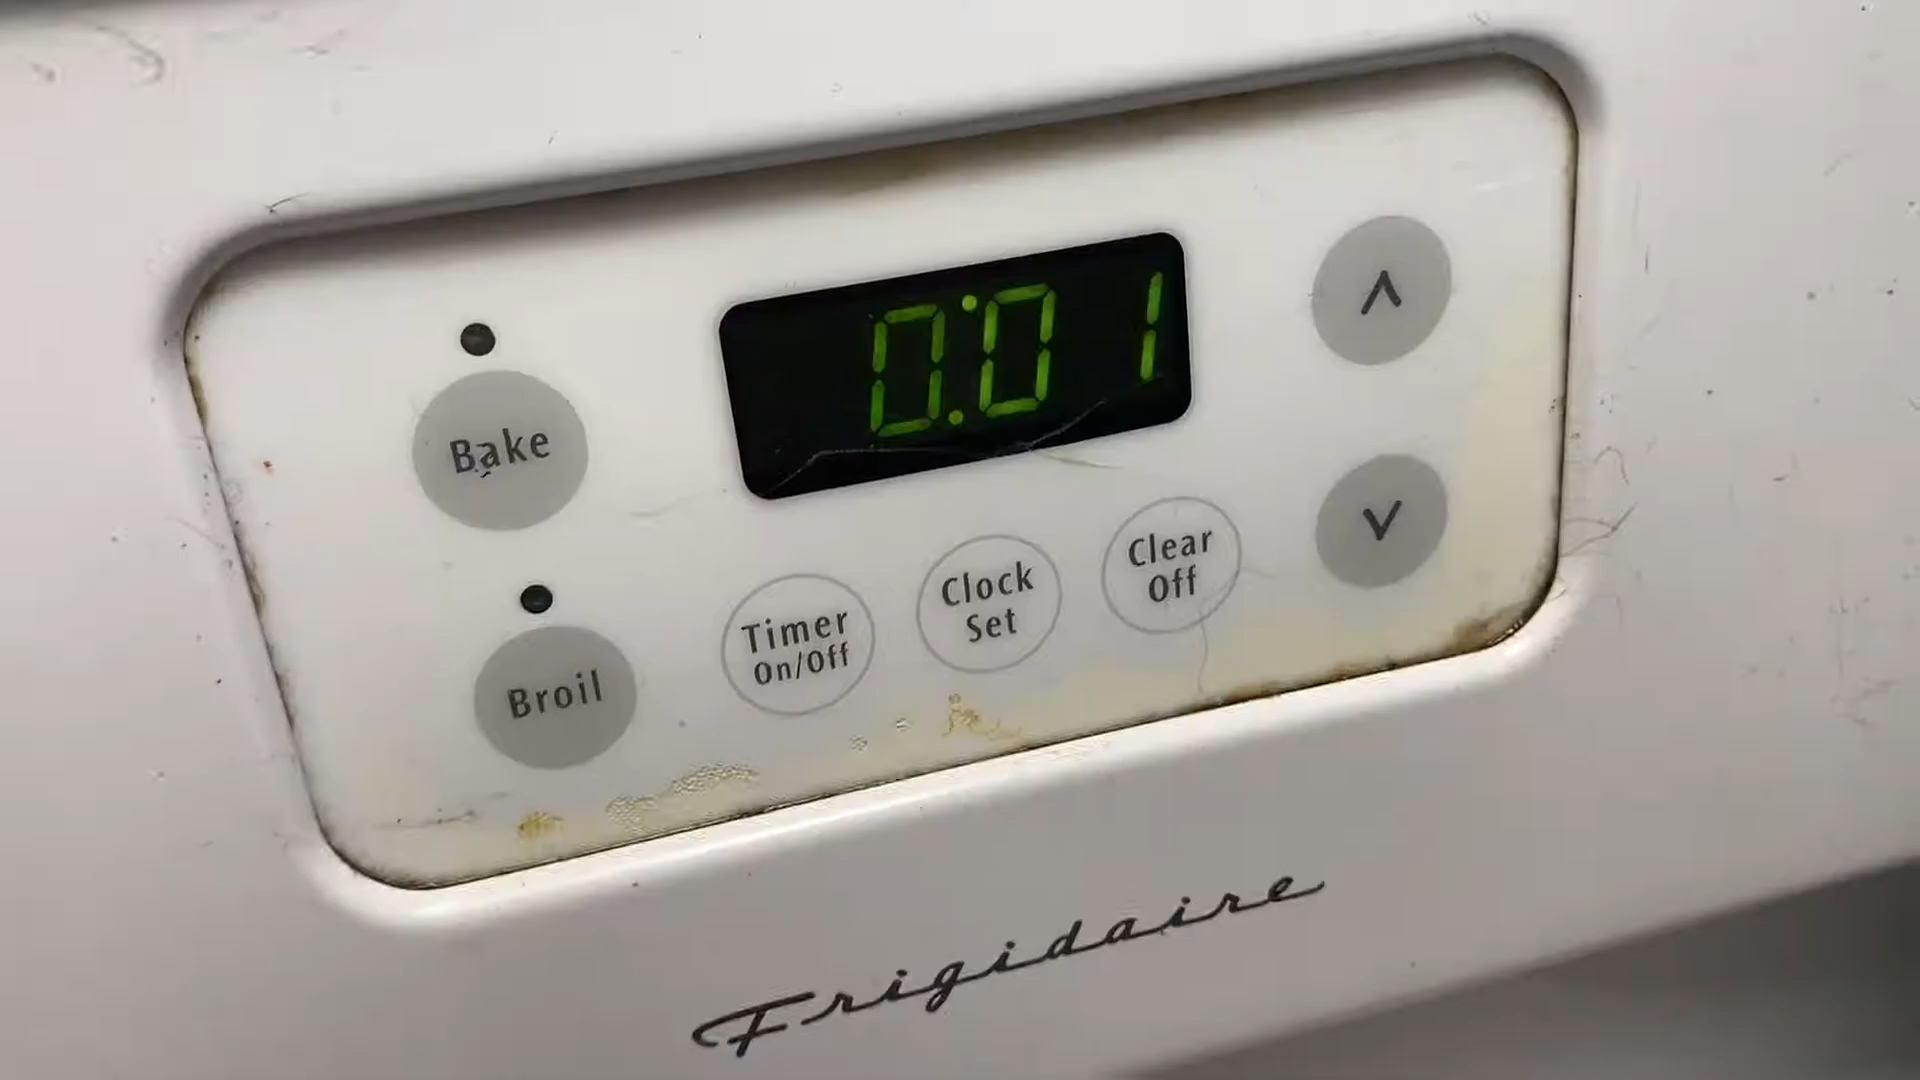 0:01
Bake
Broil
Timer
On/Off
Clock
Set
Clear
Off
Frigidaire